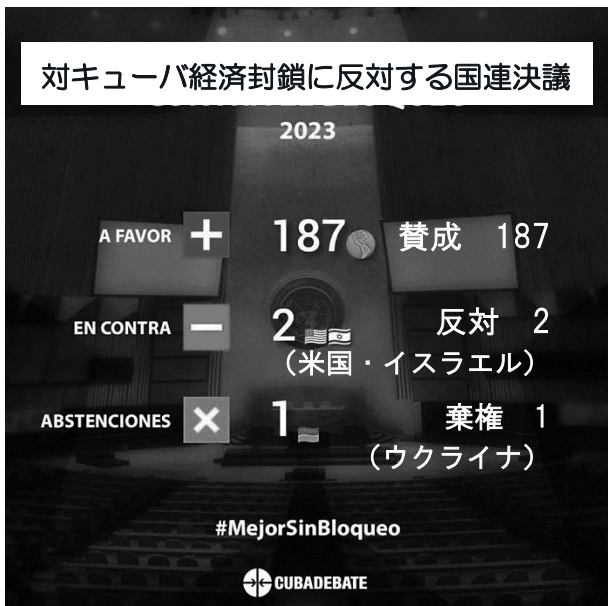 対キューバ経済封鎖に反対する国連決議
2023
A FAVOR + 187 賛成 187
EN CONTRA − 2 反対 2
（米国・イスラエル）
ABSTENCIONES × 1 棄権 1
（ウクライナ）
#MejorSinBloqueo
CUBADEBATE